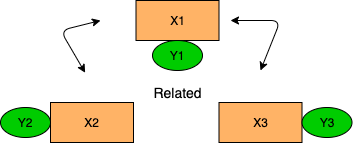 X1
Y1
Related
Y2 X2 X3 Y3